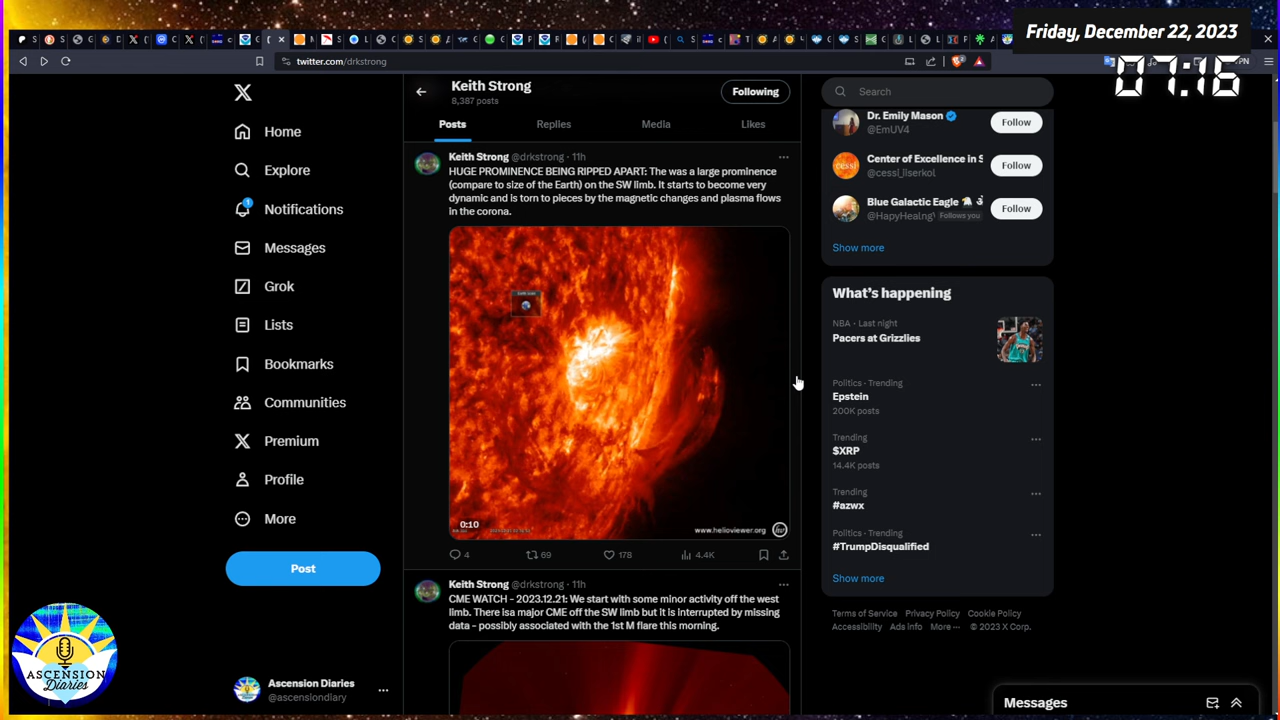 Friday, December 22, 2023
07:16
twitter.com/drkstrong
Home
Explore
1
Notifications
Messages
Grok
Lists
Bookmarks
Communities
Premium
Profile
More
Post
ASCENSION
Diaries
Ascension Diaries
@ascensiondiary
Keith Strong
8,387 posts
Following
Posts Replies Media Likes
Keith Strong @drkstrong · 11h
HUGE PROMINENCE BEING RIPPED APART: The was a large prominence
(compare to size of the Earth) on the SW limb. It starts to become very
dynamic and is torn to pieces by the magnetic changes and plasma flows
in the corona.
0:10
www.helioviewer.org
4 69 178 4.4K
Keith Strong @drkstrong · 11h
CME WATCH - 2023.12.21: We start with some minor activity off the west
limb. There isa major CME off the SW limb but it is interrupted by missing
data - possibly associated with the 1st M flare this morning.
Search
Dr. Emily Mason
@EmUV4
Follow
Center of Excellence in S
@cessi_iiserkol
Follow
Blue Galactic Eagle
@HapyHealng Follows you
Follow
Show more
What's happening
NBA · Last night
Pacers at Grizzlies
Politics · Trending
Epstein
200K posts
Trending
$XRP
14.4K posts
Trending
#azwx
Politics · Trending
#TrumpDisqualified
Show more
Terms of Service Privacy Policy Cookie Policy
Accessibility Ads info More ··· © 2023 X Corp.
Messages